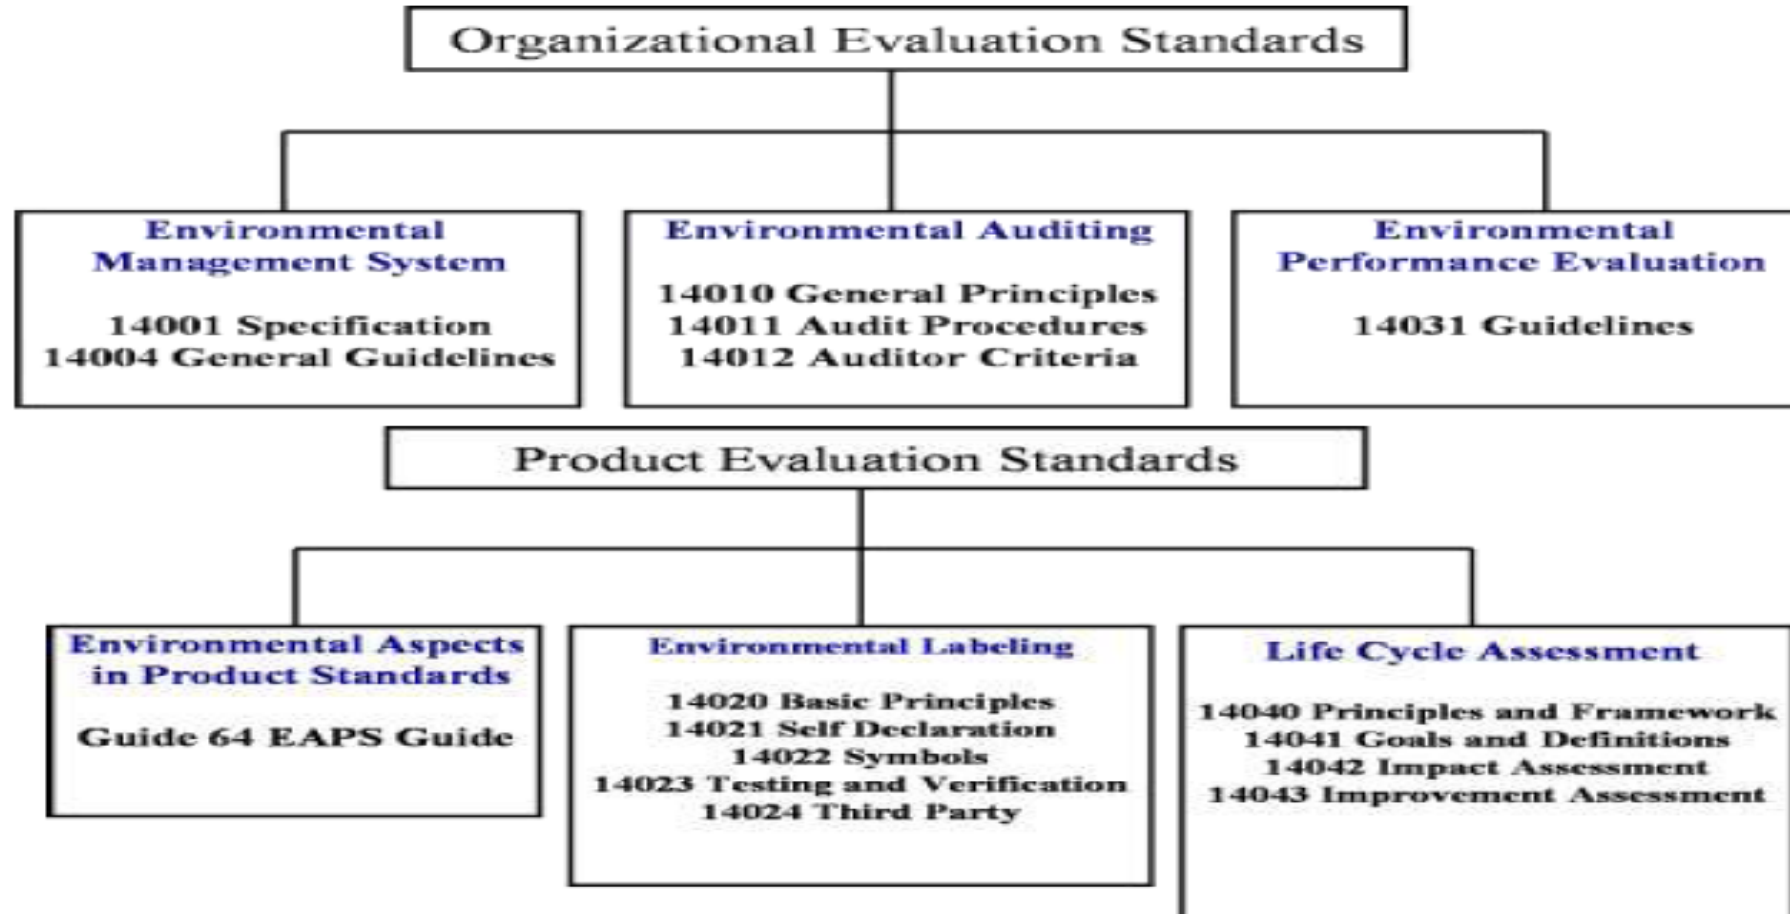 Organizational Evaluation Standards
Environmental
Management System
14001 Specification
14004 General Guidelines
Environmental Auditing
14010 General Principles
14011 Audit Procedures
14012 Auditor Criteria
Environmental
Performance Evaluation
14031 Guidelines
Product Evaluation Standards
Environmental Aspects
in Product Standards
Guide 64 EAPS Guide
Environmental Labeling
14020 Basic Principles
14021 Self Declaration
14022 Symbols
14023 Testing and Verification
14024 Third Party
Life Cycle Assessment
14040 Principles and Framework
14041 Goals and Definitions
14042 Impact Assessment
14043 Improvement Assessment